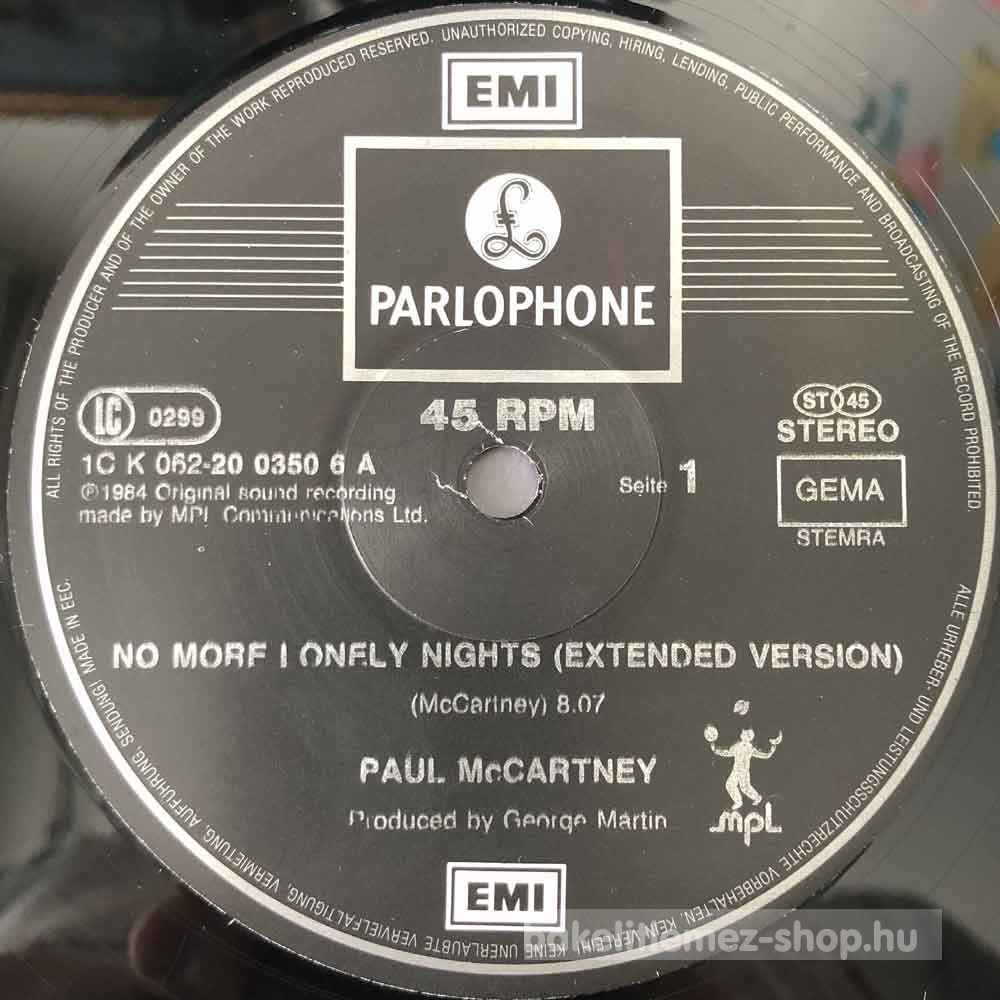 ALL RIGHTS OF THE PRODUCER AND OF THE OWNER OF THE WORK REPRODUCED RESERVED. UNAUTHORIZED COPYING, HIRING, LENDING, PUBLIC PERFORMANCE AND BROADCASTING OF THE RECORD PROHIBITED.
EMI
£
PARLOPHONE
45 RPM
LC 0299
ST 45
STEREO
1C K 062-20 0350 6 A
℗ 1984 Original sound recording
made by MPL Communications Ltd.
Seite 1
GEMA
STEMRA
NO MORE LONELY NIGHTS (EXTENDED VERSION)
(McCartney) 8.07
PAUL McCARTNEY
Produced by George Martin
mpl
EMI
ALLE URHEBER- UND LEISTUNGSSCHUTZRECHTE VORBEHALTEN. KEIN VERLEIH! KEINE UNERLAUBTE VERVIELFÄLTIGUNG, VERMIETUNG, AUFFÜHRUNG, SENDUNG! MADE IN EEC.
bakelitlemez-shop.hu